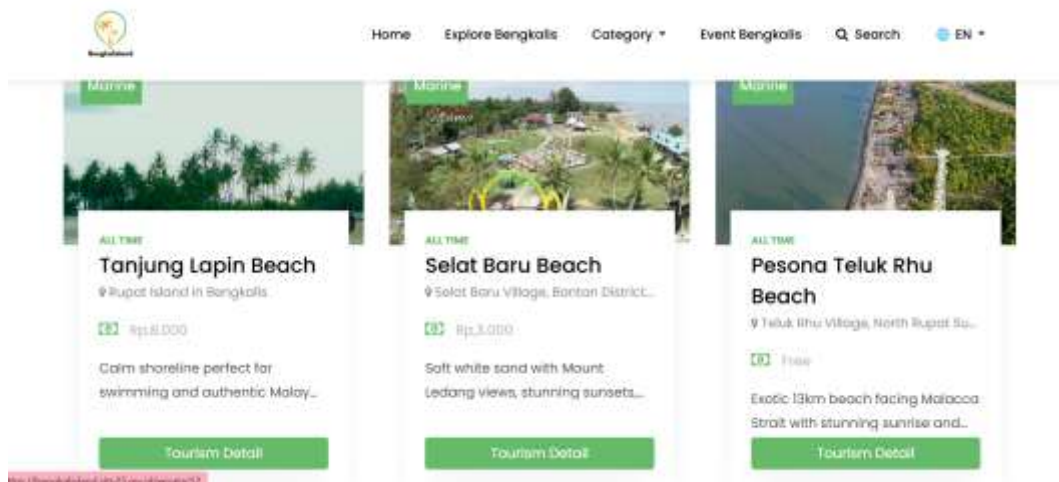 Home Explore Bengkalis Category Event Bengkalis Search EN
Marine Marine Marine
ALL TIME
Tanjung Lapin Beach
Rupat Island in Bengkalis
Calm shoreline perfect for
swimming and authentic Malay...
Tourism Detail
ALL TIME
Selat Baru Beach
Selat Baru Village, Bantan District...
Rp.3.000
Soft white sand with Mount
Ledang views, stunning sunsets...
Tourism Detail
ALL TIME
Pesona Teluk Rhu
Beach
Teluk Rhu Village, North Rupat Su...
Free
Exotic 13km beach facing Malacca
Strait with stunning sunrise and...
Tourism Detail